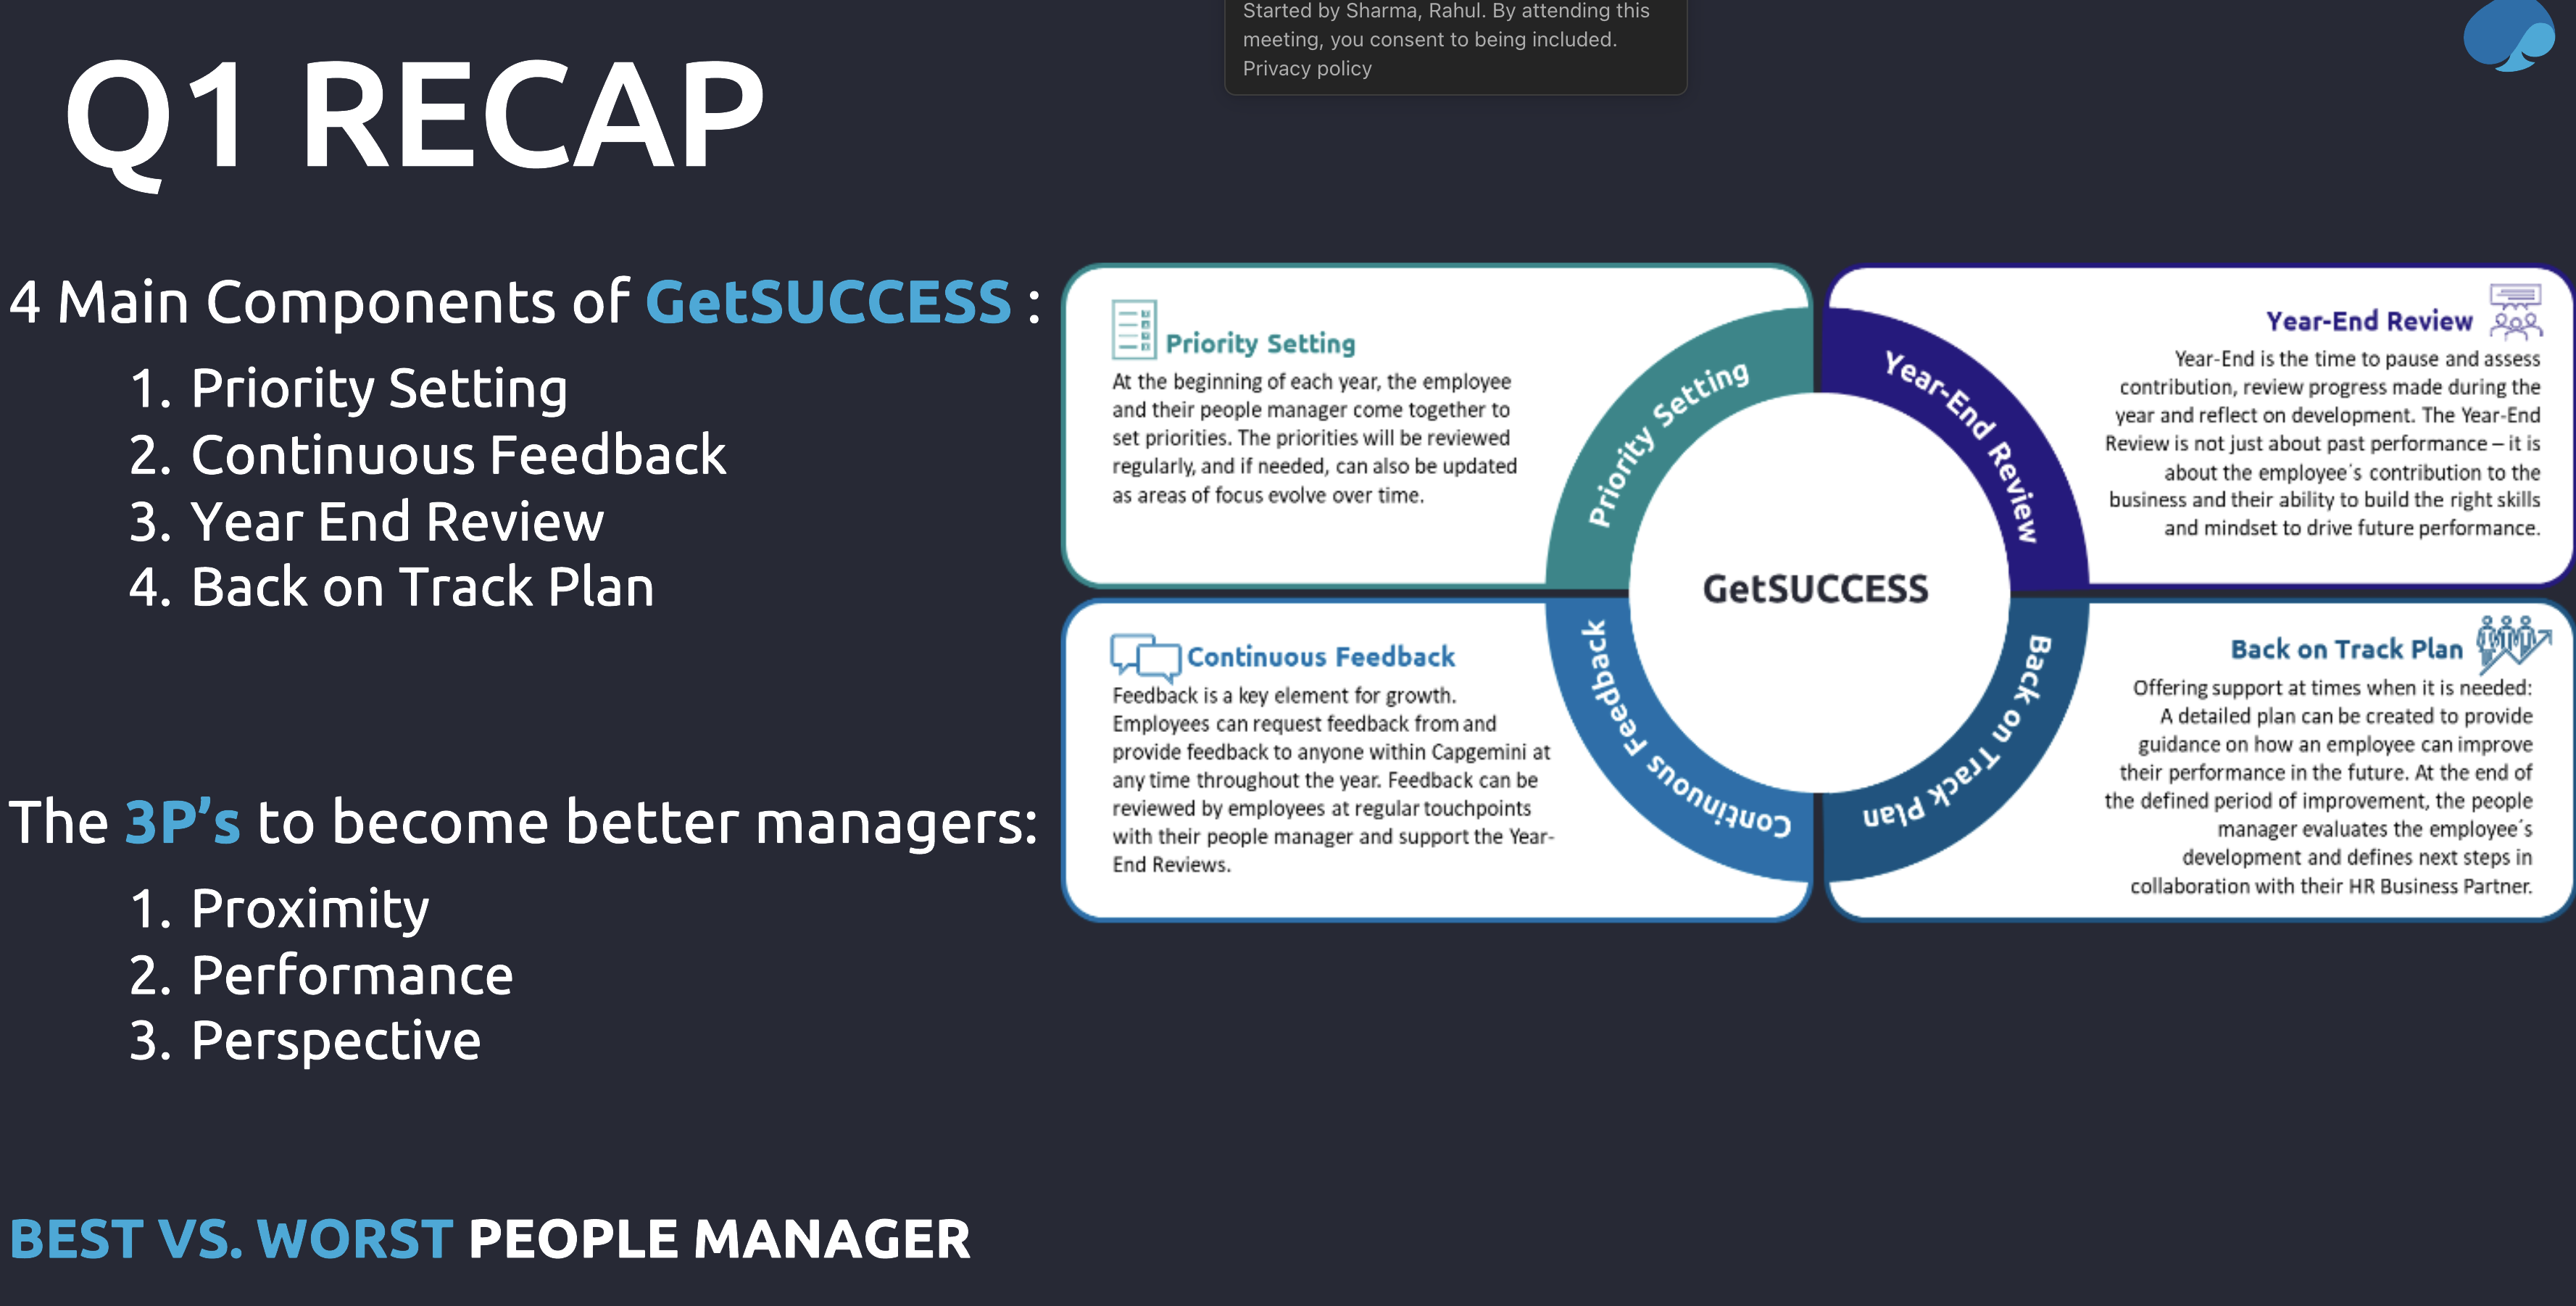 Started by Sharma, Rahul. By attending this
meeting, you consent to being included.
Privacy policy
Q1 RECAP
4 Main Components of GetSUCCESS :
1. Priority Setting
2. Continuous Feedback
3. Year End Review
4. Back on Track Plan
The 3P’s to become better managers:
1. Proximity
2. Performance
3. Perspective
BEST VS. WORST PEOPLE MANAGER
Priority Setting
At the beginning of each year, the employee
and their people manager come together to
set priorities. The priorities will be reviewed
regularly, and if needed, can also be updated
as areas of focus evolve over time.
Year-End Review
Year-End is the time to pause and assess
contribution, review progress made during the
year and reflect on development. The Year-End
Review is not just about past performance – it is
about the employee´s contribution to the
business and their ability to build the right skills
and mindset to drive future performance.
Priority Setting
Year-End Review
GetSUCCESS
Continuous Feedback
Back on Track Plan
Continuous Feedback
Feedback is a key element for growth.
Employees can request feedback from and
provide feedback to anyone within Capgemini at
any time throughout the year. Feedback can be
reviewed by employees at regular touchpoints
with their people manager and support the Year-
End Reviews.
Back on Track Plan
Offering support at times when it is needed:
A detailed plan can be created to provide
guidance on how an employee can improve
their performance in the future. At the end of
the defined period of improvement, the people
manager evaluates the employee´s
development and defines next steps in
collaboration with their HR Business Partner.